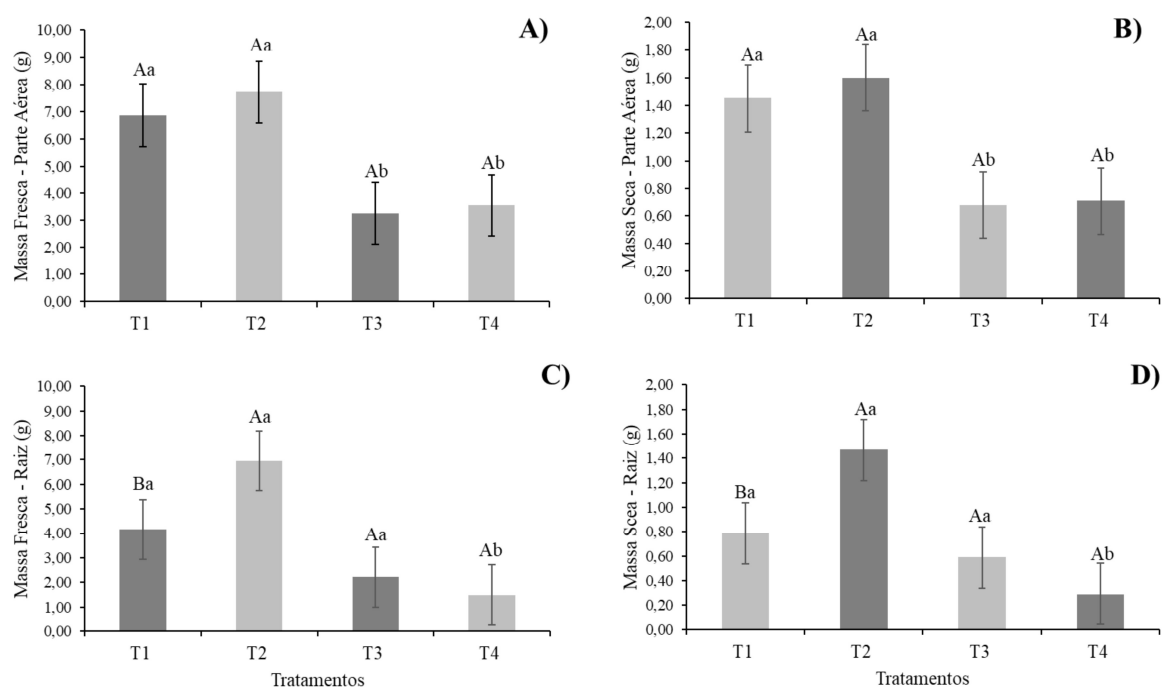 A)
Massa Fresca - Parte Aérea (g)
10,00
9,00
8,00
7,00
6,00
5,00
4,00
3,00
2,00
1,00
0,00
Aa
Aa
Ab
Ab
T1
T2
T3
T4
B)
Massa Seca - Parte Aérea (g)
2,00
1,80
1,60
1,40
1,20
1,00
0,80
0,60
0,40
0,20
0,00
Aa
Aa
Ab
Ab
T1
T2
T3
T4
C)
Massa Fresca - Raiz (g)
10,00
9,00
8,00
7,00
6,00
5,00
4,00
3,00
2,00
1,00
0,00
Ba
Aa
Aa
Ab
T1
T2
T3
T4
Tratamentos
D)
Massa Scea - Raiz (g)
2,00
1,80
1,60
1,40
1,20
1,00
0,80
0,60
0,40
0,20
0,00
Ba
Aa
Aa
Ab
T1
T2
T3
T4
Tratamentos